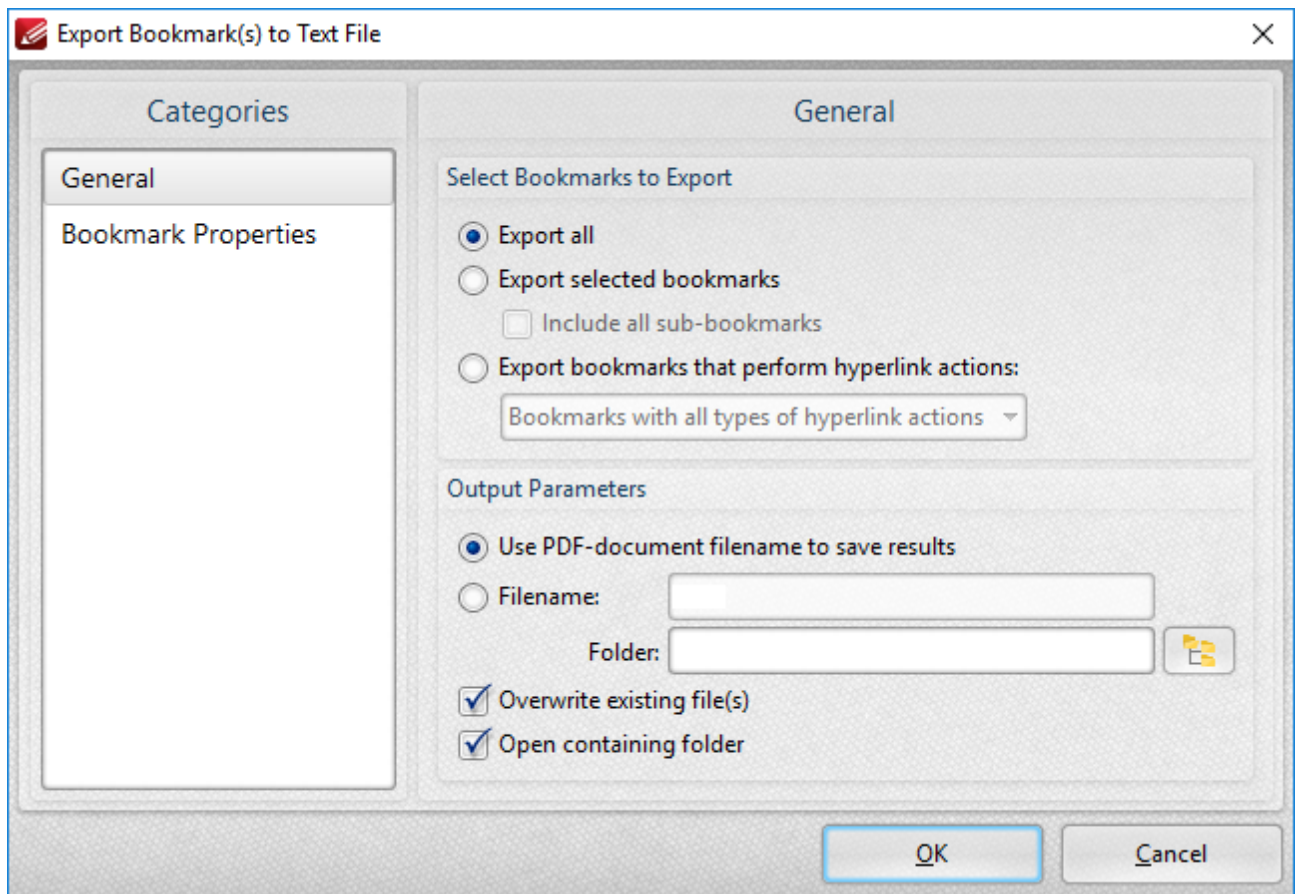 Export Bookmark(s) to Text File
Categories
General
Bookmark Properties
General
Select Bookmarks to Export
Export all
Export selected bookmarks
Include all sub-bookmarks
Export bookmarks that perform hyperlink actions:
Bookmarks with all types of hyperlink actions
Output Parameters
Use PDF-document filename to save results
Filename:
Folder:
Overwrite existing file(s)
Open containing folder
OK
Cancel